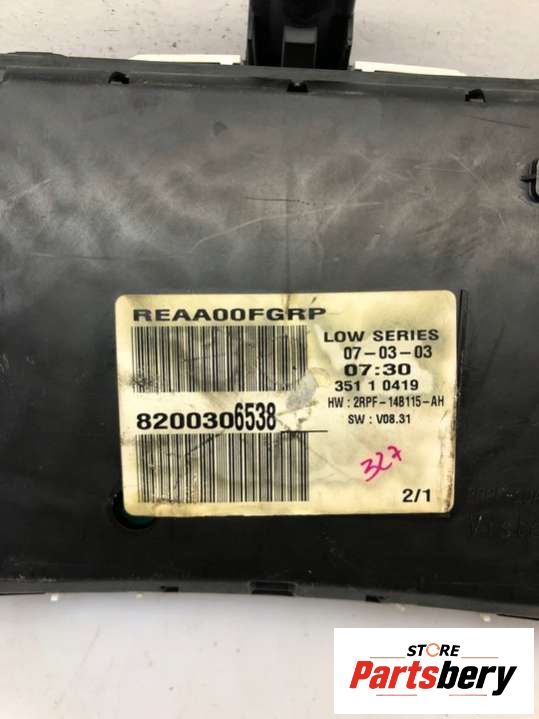 REAA00FGRP
LOW SERIES
07-03-03
07:30
351 1 0419
HW : 2RPF-14B115-AH
SW : V08.31
8200306538
327
2/1
STORE
Partsbery